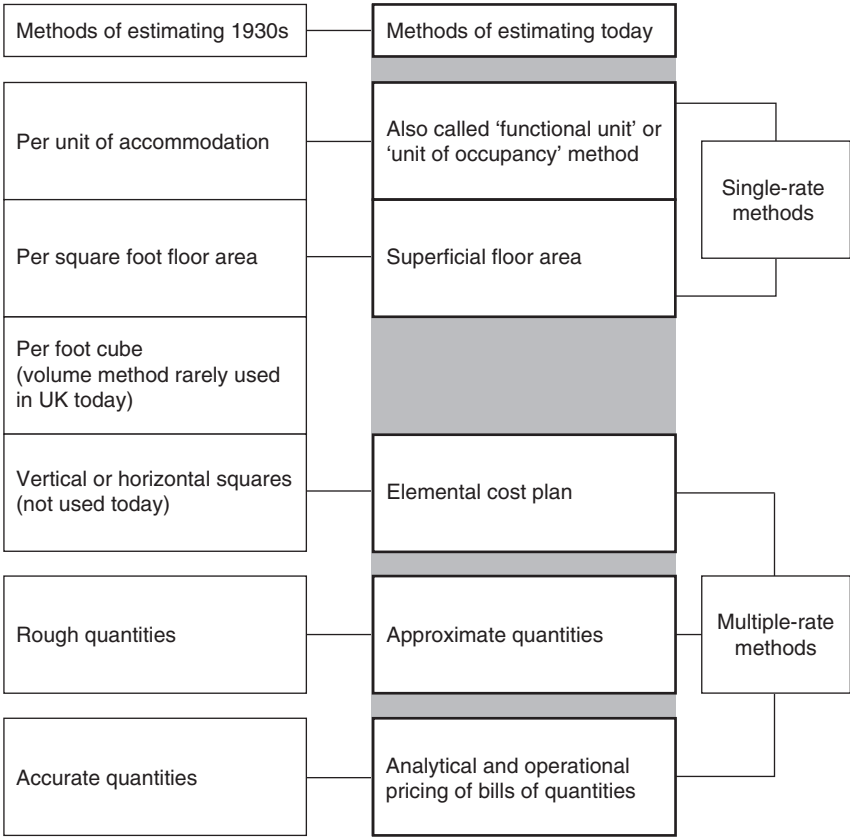 Methods of estimating 1930s
Methods of estimating today
Per unit of accommodation
Also called ‘functional unit’ or
‘unit of occupancy’ method
Single-rate
methods
Per square foot floor area
Superficial floor area
Per foot cube
(volume method rarely used
in UK today)
Vertical or horizontal squares
(not used today)
Elemental cost plan
Rough quantities
Approximate quantities
Multiple-rate
methods
Accurate quantities
Analytical and operational
pricing of bills of quantities